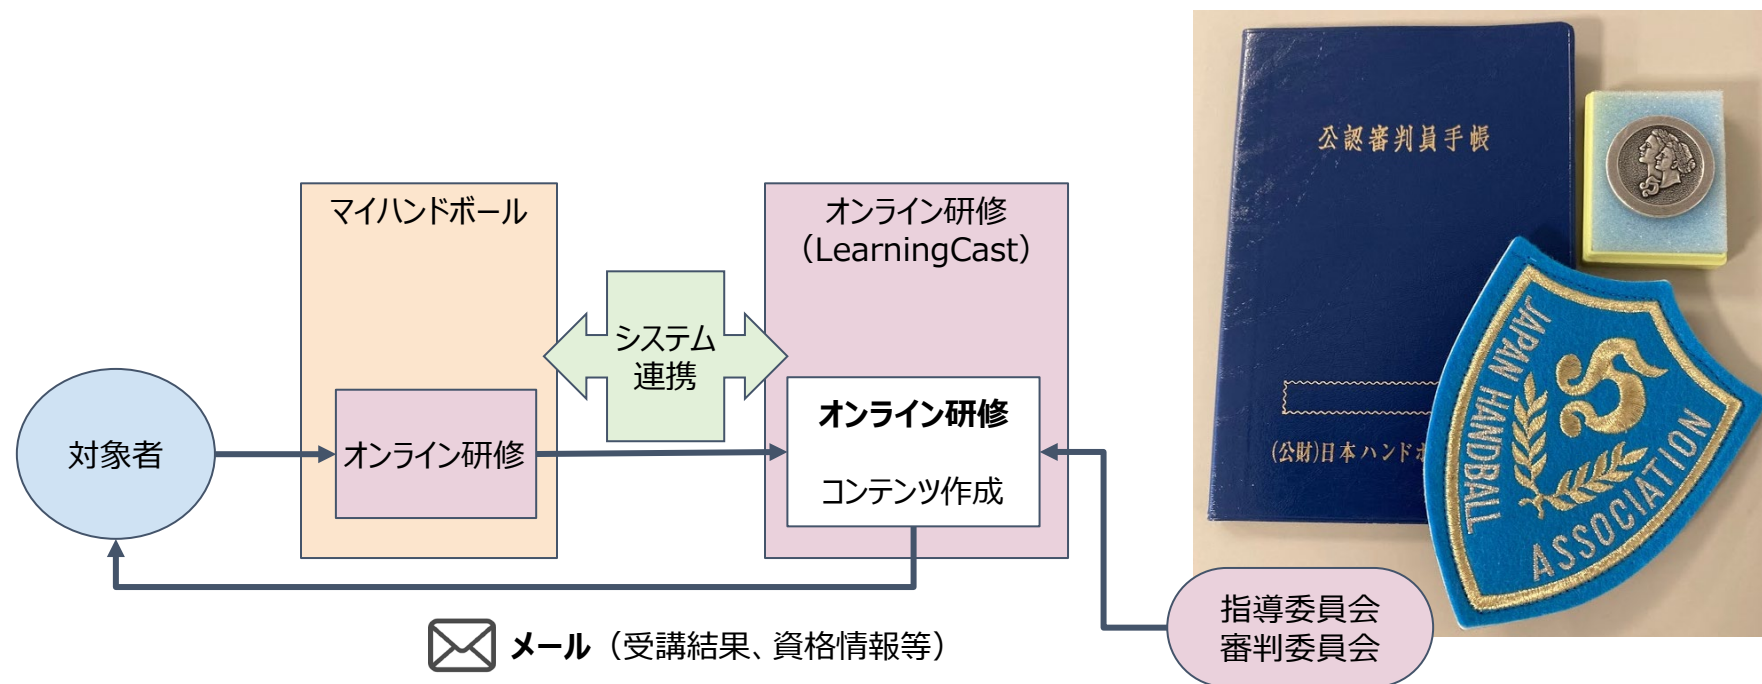 対象者
マイハンドボール
オンライン研修
システム
連携
オンライン研修
（LearningCast）
オンライン研修
コンテンツ作成
メール（受講結果、資格情報等）
指導委員会
審判委員会
公認審判員手帳
(公財)日本ハンドボ
JAPAN HANDBALL
ASSOCIATION